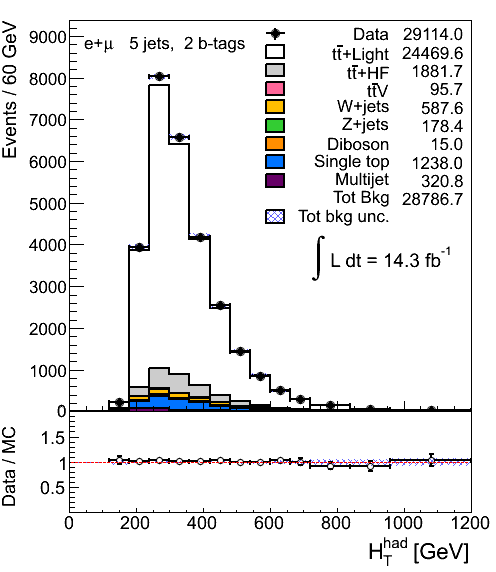 e+μ 5 jets, 2 b-tags
Data 29114.0
tt̄+Light 24469.6
tt̄+HF 1881.7
tt̄V 95.7
W+jets 587.6
Z+jets 178.4
Diboson 15.0
Single top 1238.0
Multijet 320.8
Tot Bkg 28786.7
Tot bkg unc.
∫ L dt = 14.3 fb⁻¹
Events / 60 GeV
9000
8000
7000
6000
5000
4000
3000
2000
1000
0
Data / MC
1.5
1
0.5
0 200 400 600 800 1000 1200
H_T^had [GeV]